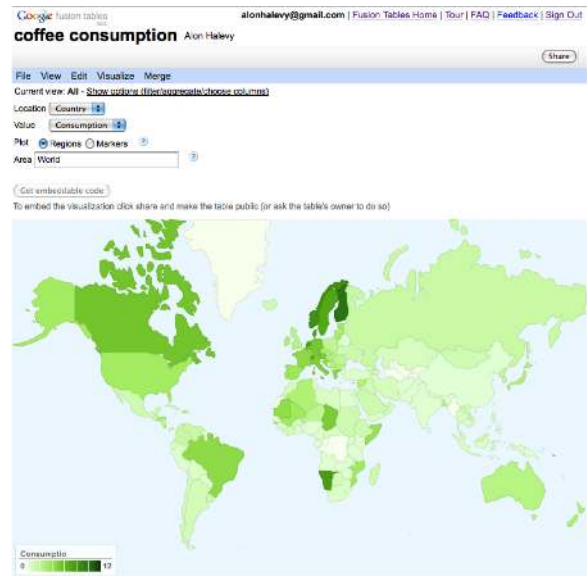 Google fusion tables
alonhalevy@gmail.com | Fusion Tables Home | Tour | FAQ | Feedback | Sign Out
coffee consumption Alon Halevy
Share
File View Edit Visualize Merge
Current view: All - Show options (filter/aggregate/choose columns)
Location Country
Value Consumption
Plot Regions Markers ?
Area World ?
Get embeddable code
To embed the visualization click share and make the table public (or ask the table's owner to do so)
Consumptio
0 12